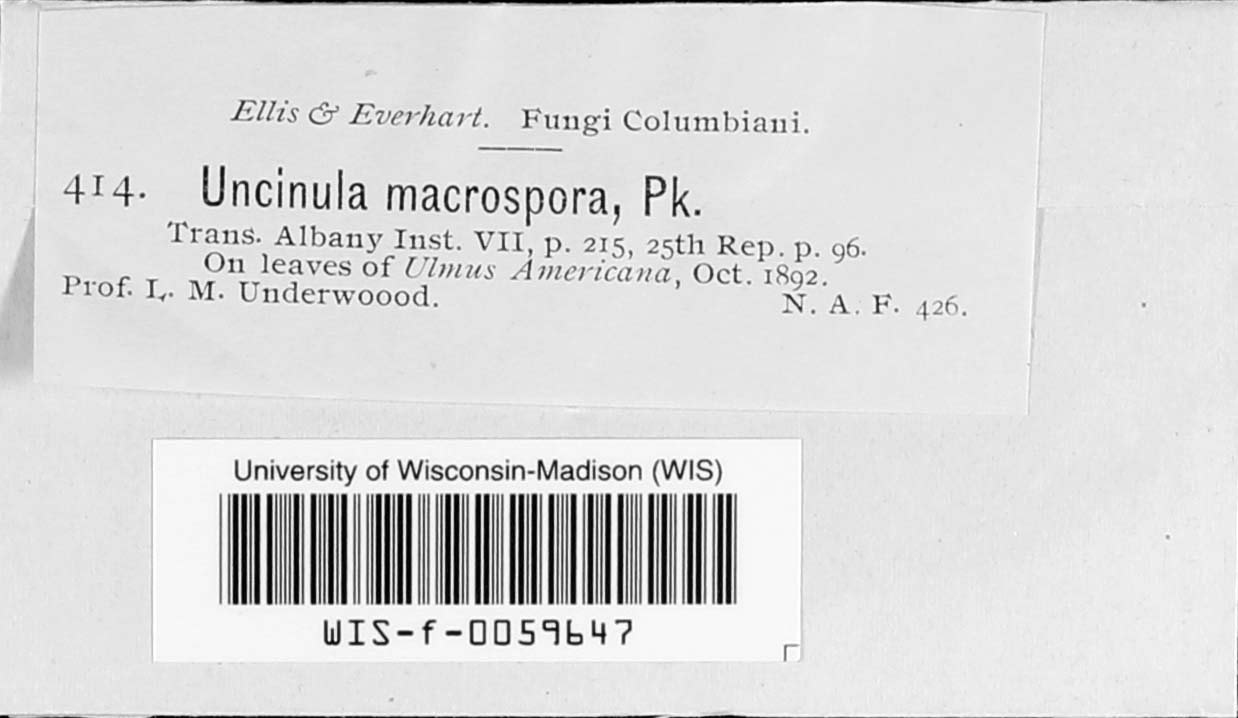 Ellis & Everhart. Fungi Columbiani.
414. Uncinula macrospora, Pk.
Trans. Albany Inst. VII, p. 215, 25th Rep. p. 96.
On leaves of Ulmus Americana, Oct. 1892.
Prof. L. M. Underwoood. N. A. F. 426.
University of Wisconsin-Madison (WIS)
WIS-f-0059647